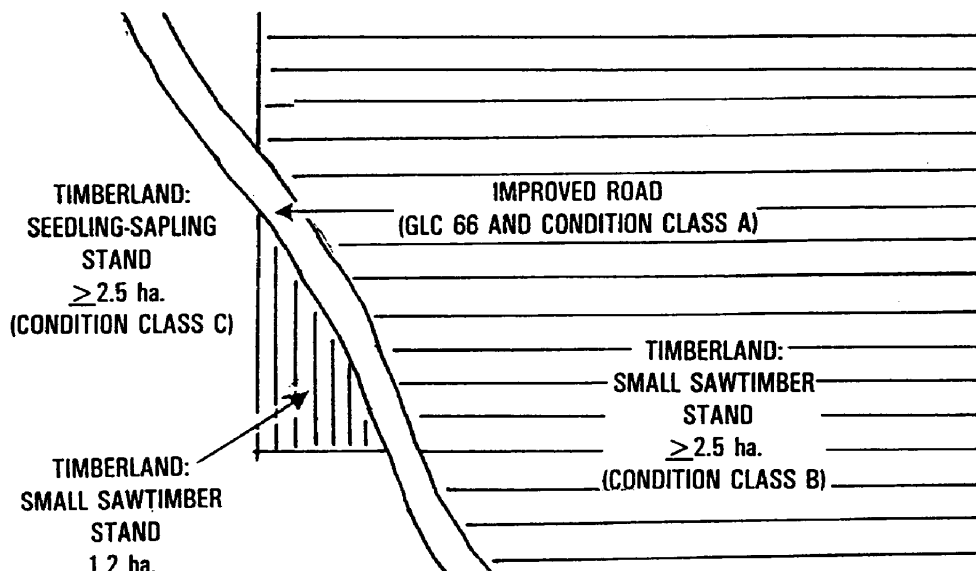 TIMBERLAND:
SEEDLING-SAPLING
STAND
≥2.5 ha.
(CONDITION CLASS C)
IMPROVED ROAD
(GLC 66 AND CONDITION CLASS A)
TIMBERLAND:
SMALL SAWTIMBER
STAND
≥2.5 ha.
(CONDITION CLASS B)
TIMBERLAND:
SMALL SAWTIMBER
STAND
1.2 ha.